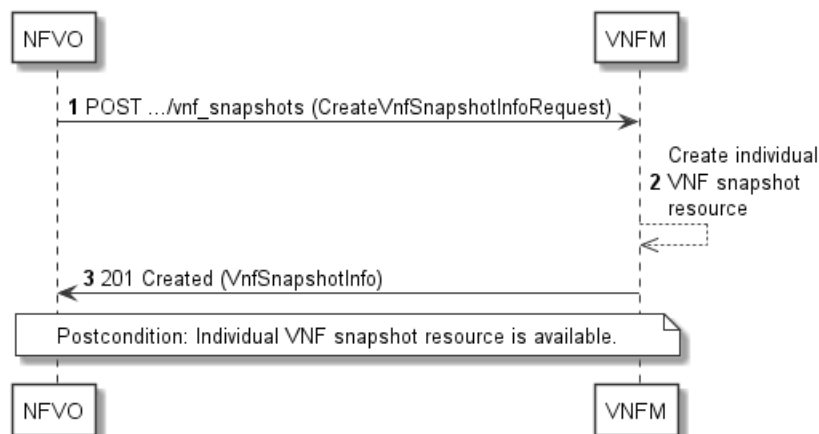 NFVO
VNFM
1 POST .../vnf_snapshots (CreateVnfSnapshotInfoRequest)
Create individual
2 VNF snapshot
resource
3 201 Created (VnfSnapshotInfo)
Postcondition: Individual VNF snapshot resource is available.
NFVO
VNFM